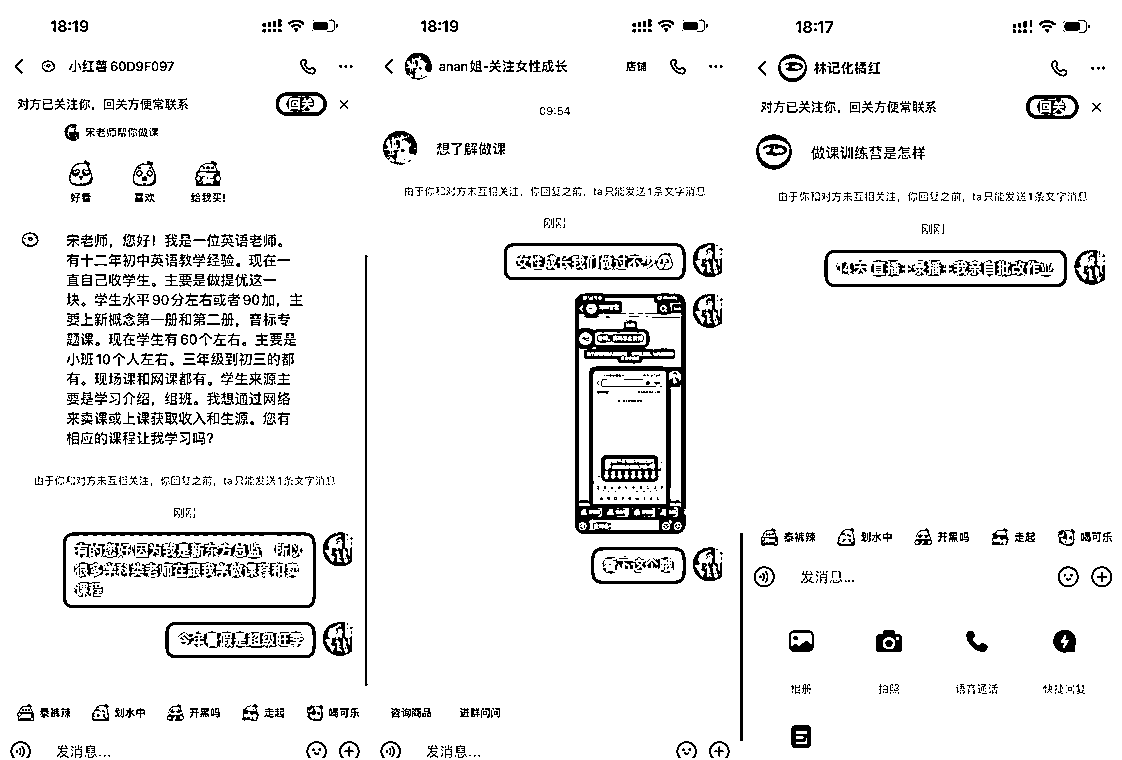 18:19
小红薯60D9F097
对方已关注你，回关方便常联系
回关
宋老师帮你做课
好看
喜欢
给我买!
宋老师，您好！我是一位英语老师。
有十二年初中英语教学经验。现在一
直自己收学生。主要是做提优这一
块。学生水平90分左右或者90加，主
要上新概念第一册和第二册，音标专
题课。现在学生有60个左右。主要是
小班10个人左右。三年级到初三的都
有。现场课和网课都有。学生来源主
要是学习介绍，组班。我想通过网络
来卖课或上课获取收入和生源。您有
相应的课程让我学习吗？
由于你和对方未互相关注，你回复之前，ta只能发送1条文字消息
刚刚
有的您好因为我是新东方总监 所以
很多学科类老师在跟我学做课程和卖
课程
今年暑假是超级旺季
泰裤辣
划水中
开黑吗
走起
喝可乐
发消息...
18:19
anan姐-关注女性成长
店铺
09:54
想了解做课
由于你和对方未互相关注，你回复之前，ta只能发送1条文字消息
刚刚
女性成长我们做过不少
看下这个哦
咨询商品
进群问问
发消息...
18:17
林记化橘红
对方已关注你，回关方便常联系
回关
做课训练营是怎样
由于你和对方未互相关注，你回复之前，ta只能发送1条文字消息
刚刚
14天 直播+录播+我亲自批改作业
泰裤辣
划水中
开黑吗
走起
喝可乐
发消息...
相册
拍照
语音通话
快捷回复